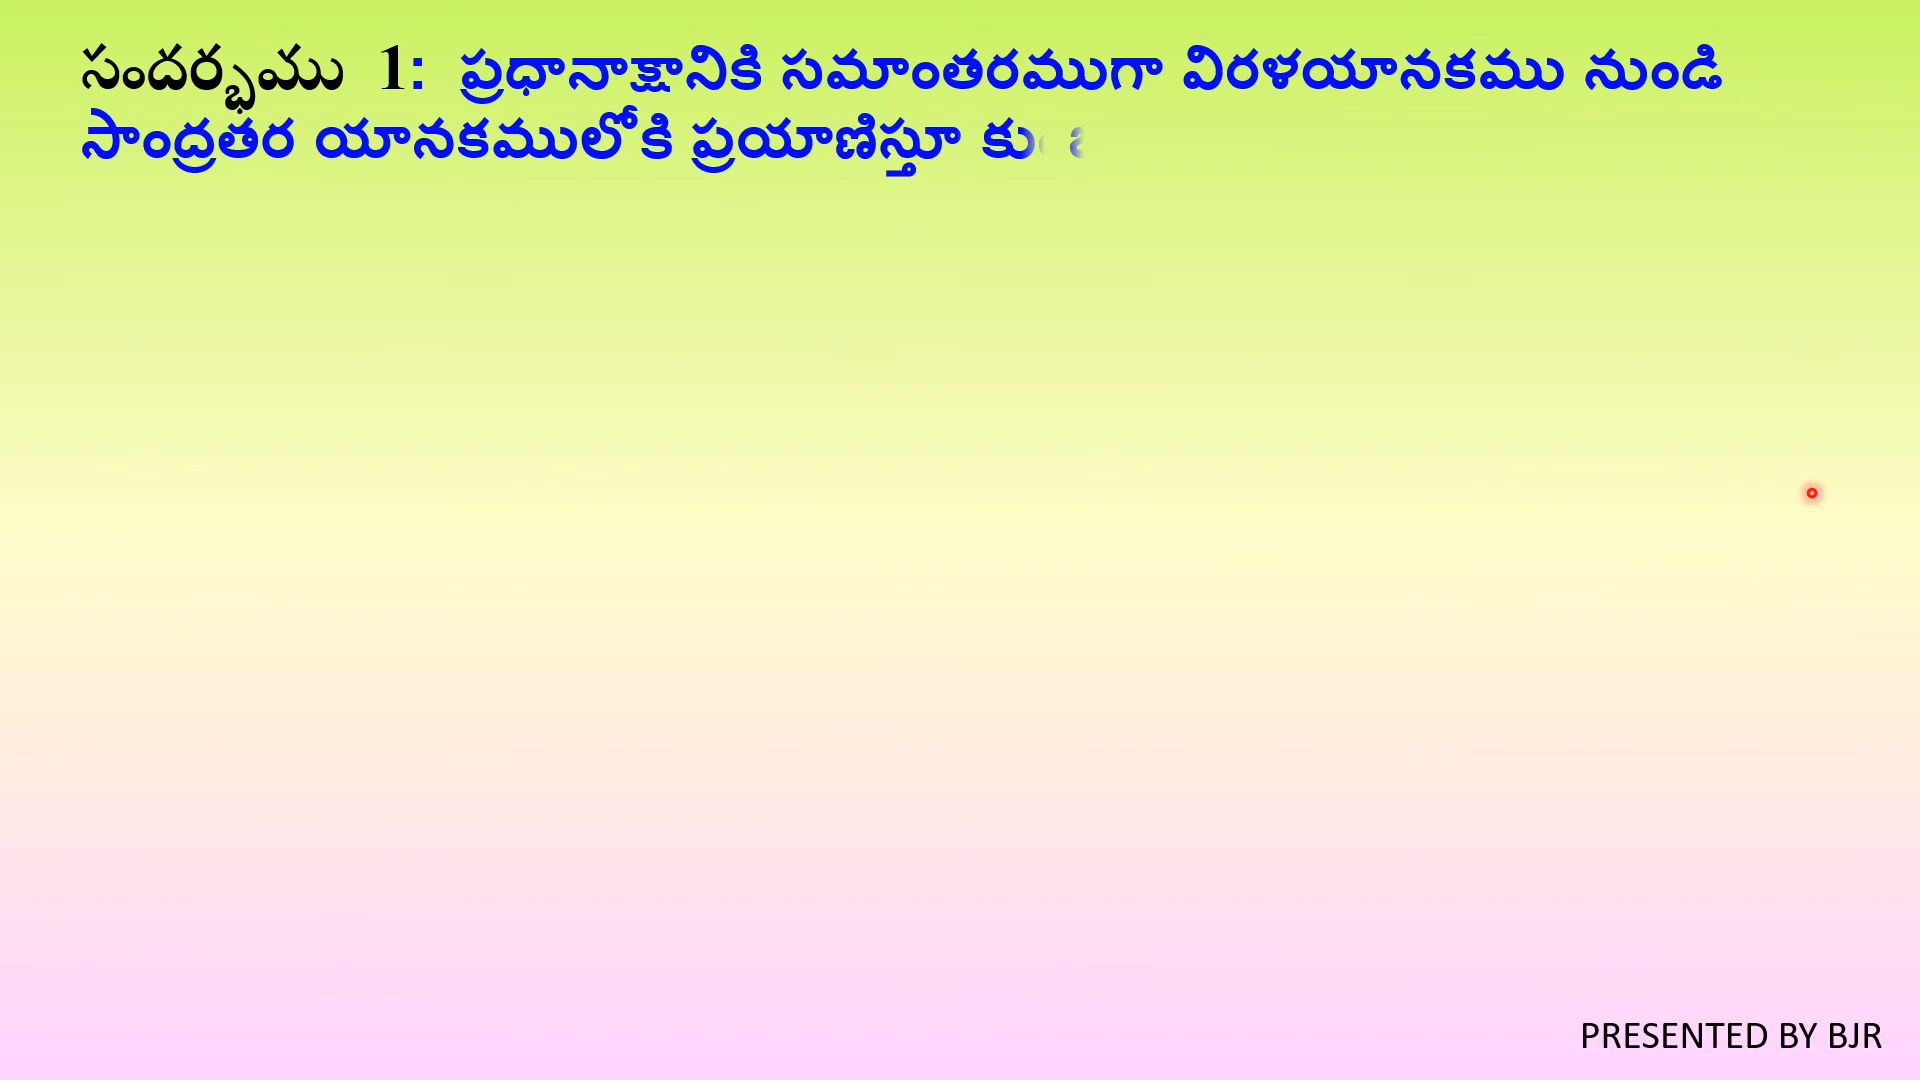 సందర్భము 1: ప్రధానాక్షానికి సమాంతరముగా విరళయానకము నుండి
సాంద్రతర యానకములోకి ప్రయాణిస్తూ
PRESENTED BY BJR